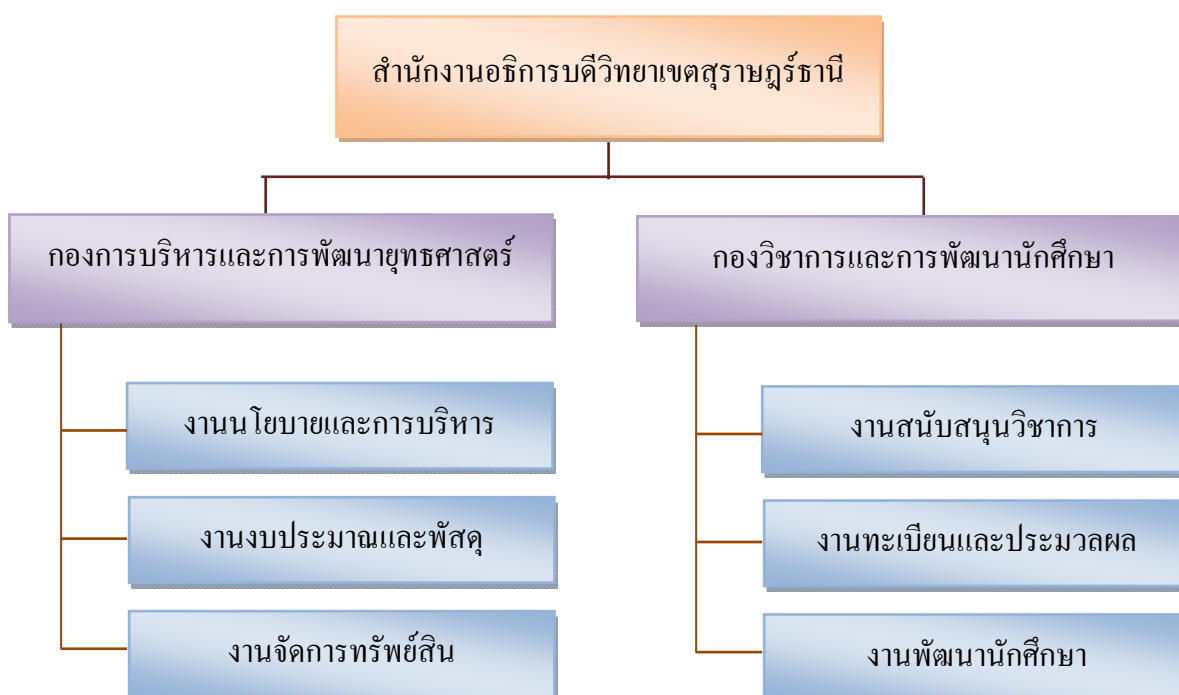 สำนักงานอธิการบดีวิทยาเขตสุราษฎร์ธานี
กองการบริหารและการพัฒนายุทธศาสตร์
กองวิชาการและการพัฒนานักศึกษา
งานนโยบายและการบริหาร
งานสนับสนุนวิชาการ
งานงบประมาณและพัสดุ
งานทะเบียนและประมวลผล
งานจัดการทรัพย์สิน
งานพัฒนานักศึกษา